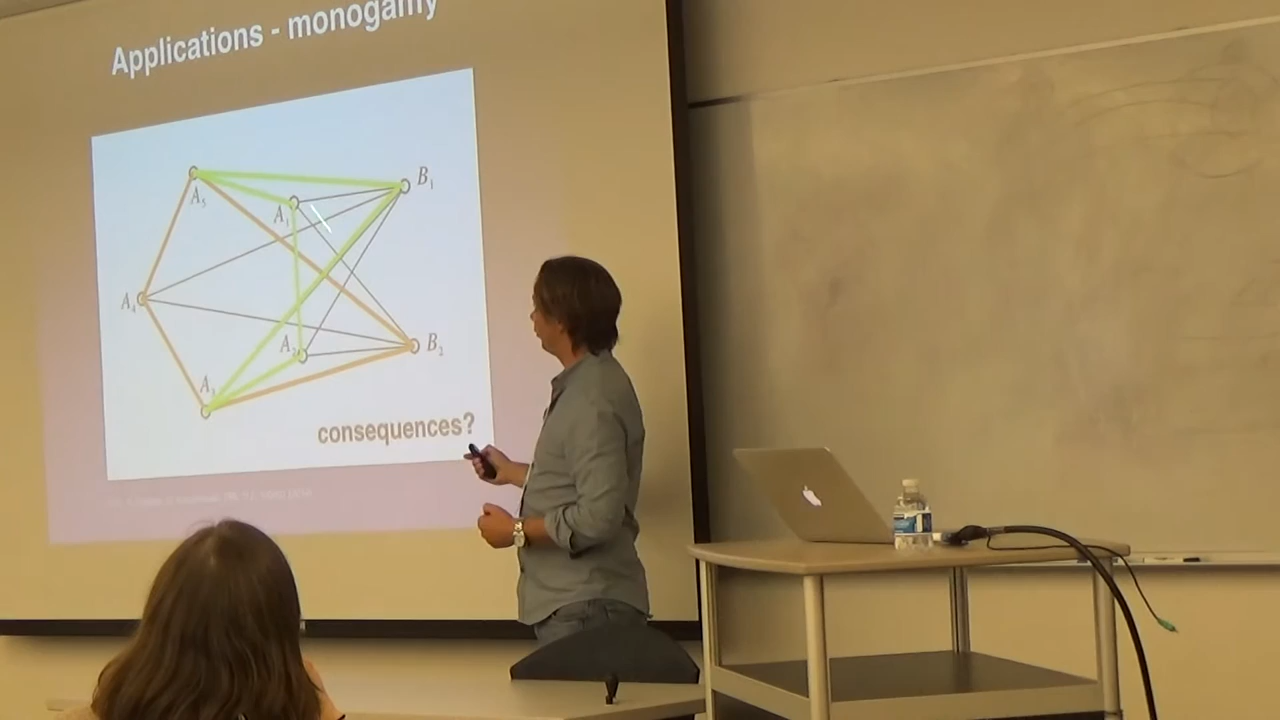 Applications - monogamy
B₁
A₅
A₁
A₄
A₂
B₂
A₃
consequences?